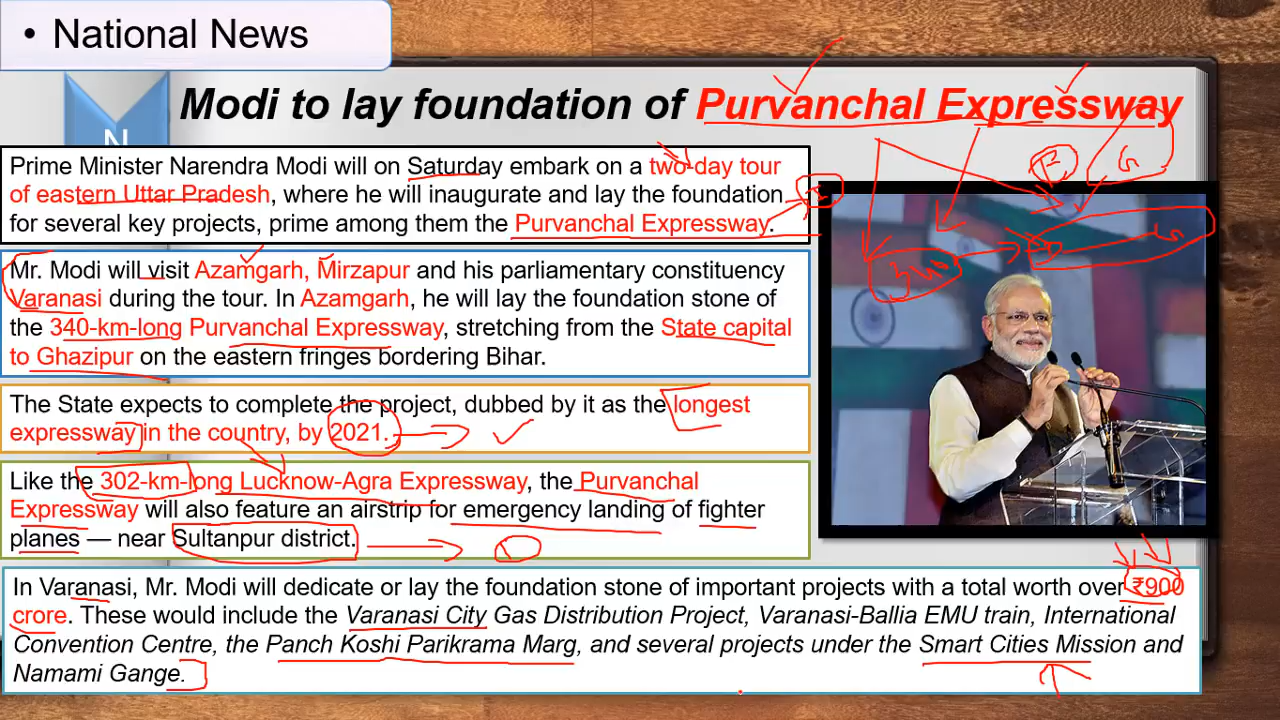 • National News
N
Modi to lay foundation of Purvanchal Expressway
Prime Minister Narendra Modi will on Saturday embark on a two-day tour
of eastern Uttar Pradesh, where he will inaugurate and lay the foundation
for several key projects, prime among them the Purvanchal Expressway.
Mr. Modi will visit Azamgarh, Mirzapur and his parliamentary constituency
Varanasi during the tour. In Azamgarh, he will lay the foundation stone of
the 340-km-long Purvanchal Expressway, stretching from the State capital
to Ghazipur on the eastern fringes bordering Bihar.
The State expects to complete the project, dubbed by it as the longest
expressway in the country, by 2021.
Like the 302-km-long Lucknow-Agra Expressway, the Purvanchal
Expressway will also feature an airstrip for emergency landing of fighter
planes — near Sultanpur district.
340
In Varanasi, Mr. Modi will dedicate or lay the foundation stone of important projects with a total worth over ₹900
crore. These would include the Varanasi City Gas Distribution Project, Varanasi-Ballia EMU train, International
Convention Centre, the Panch Koshi Parikrama Marg, and several projects under the Smart Cities Mission and
Namami Gange.